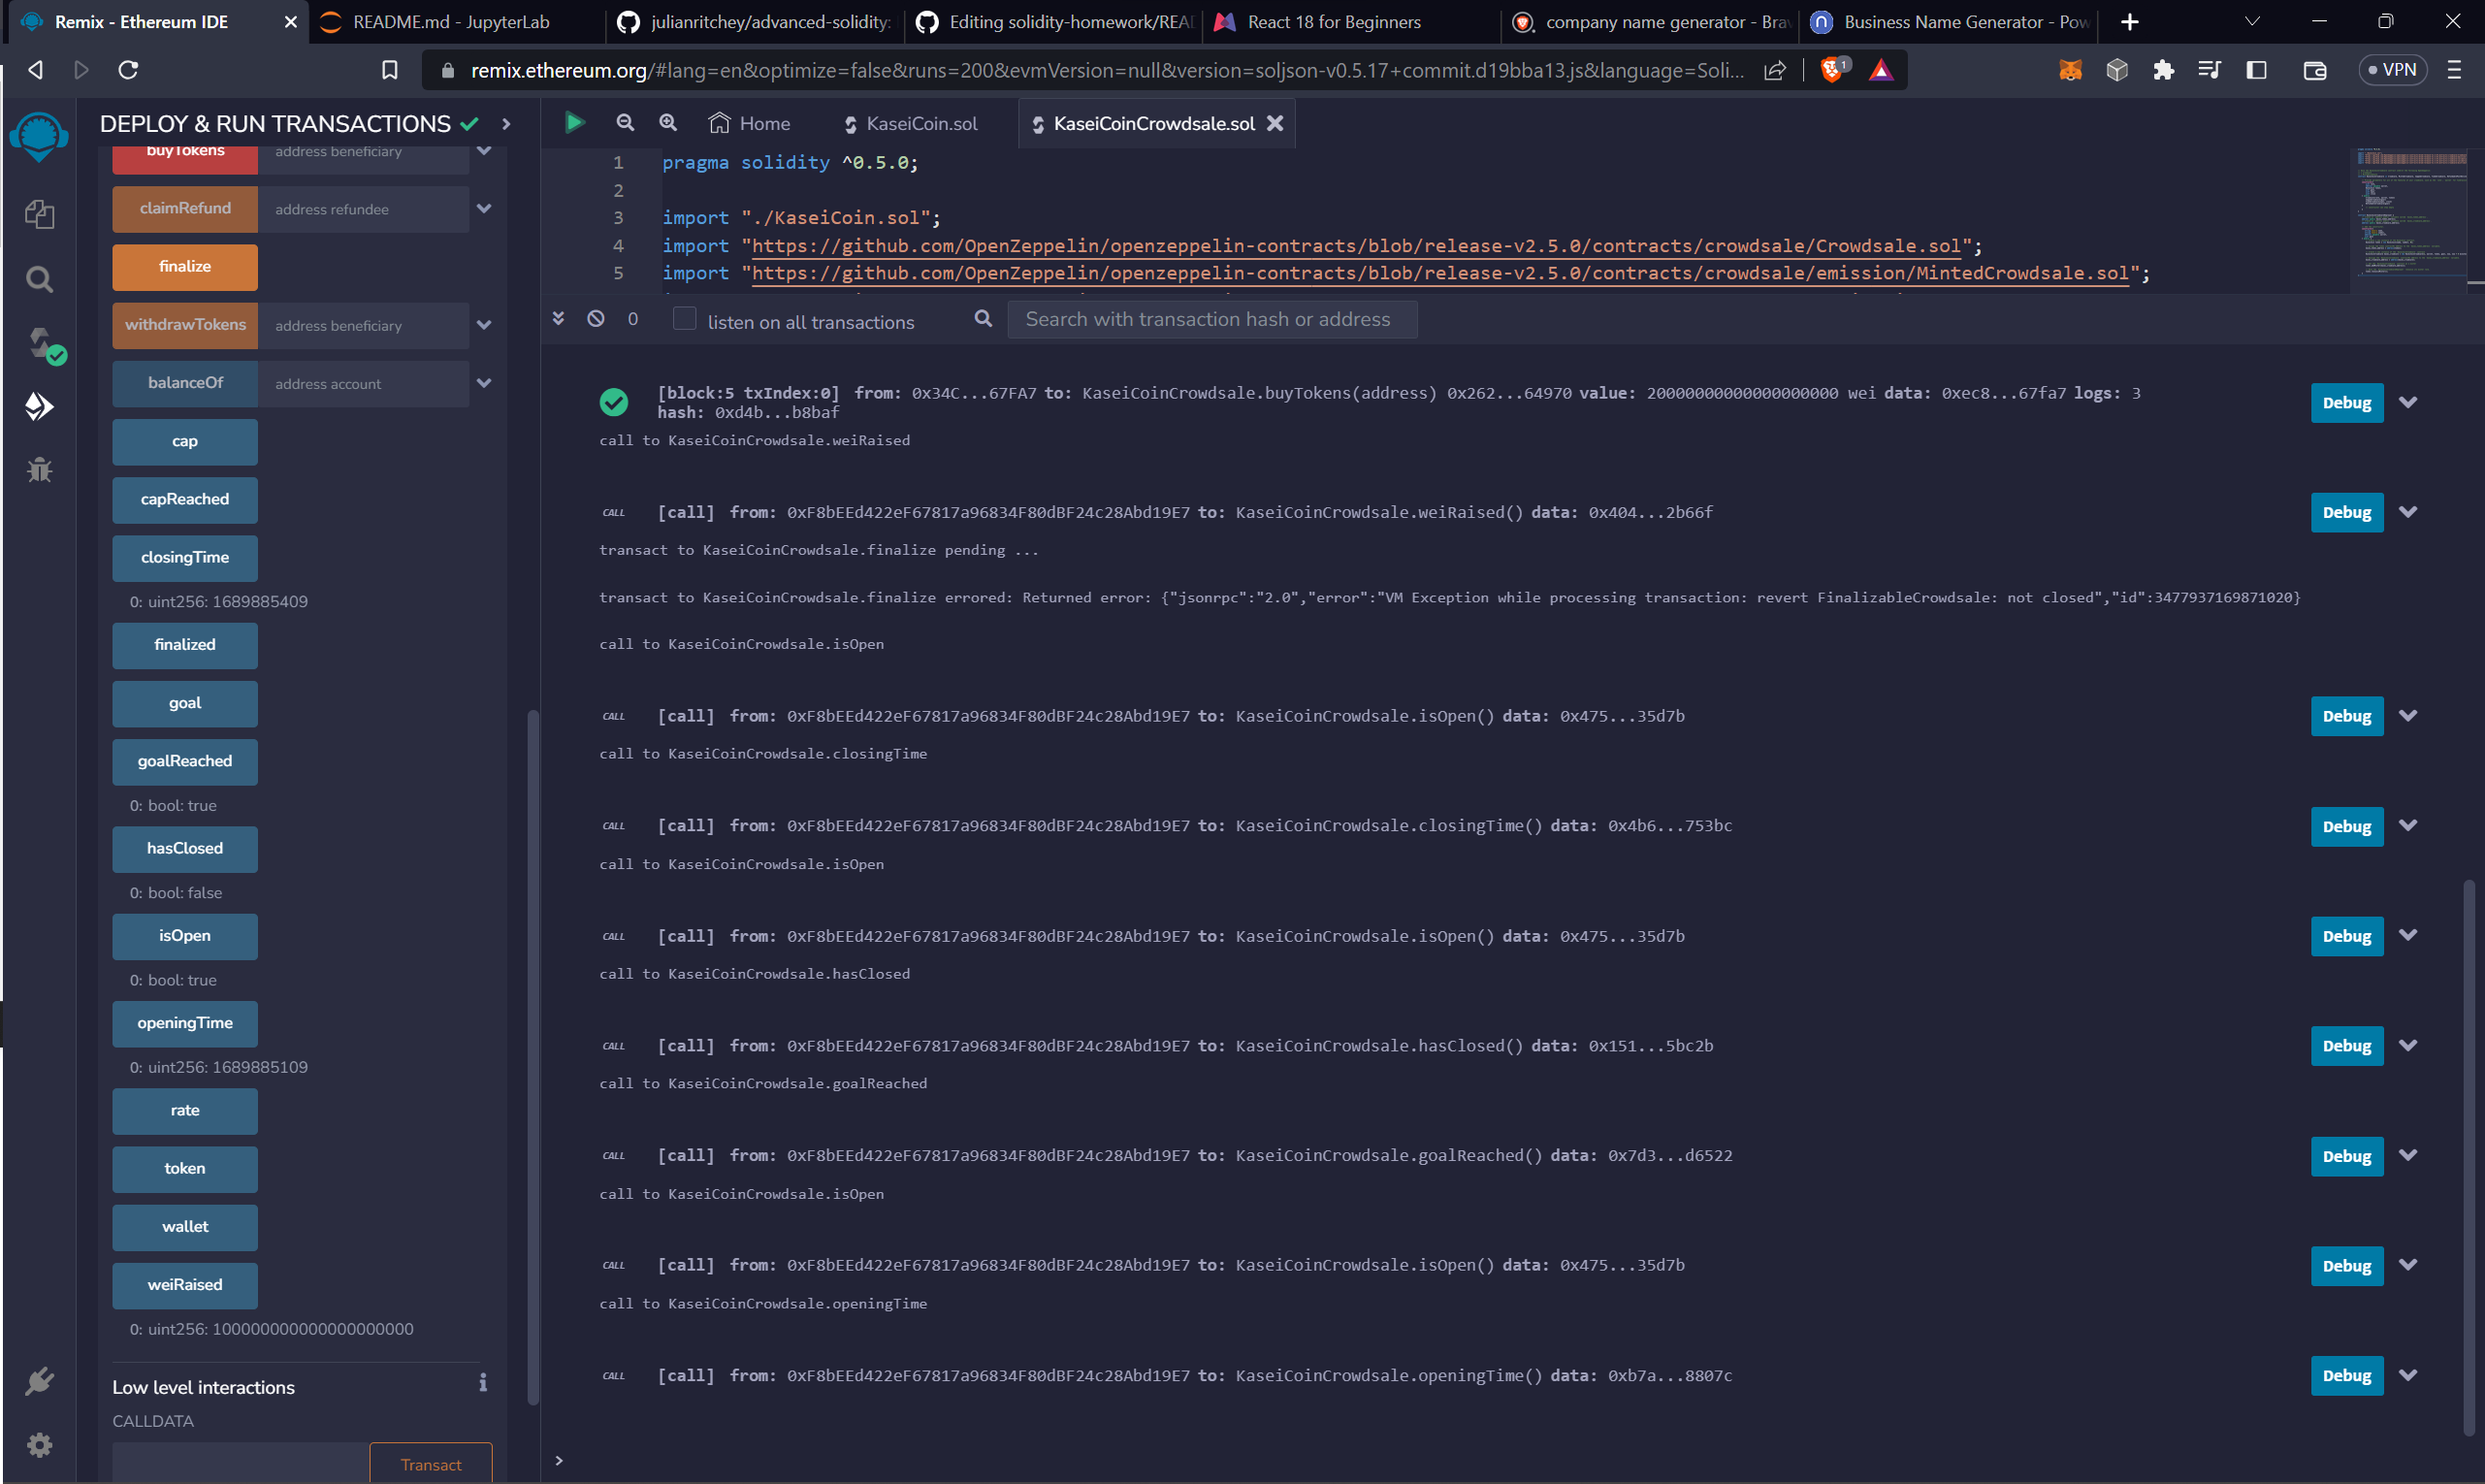 Remix - Ethereum IDE
README.md - JupyterLab
julianritchey/advanced-solidity:
Editing solidity-homework/REA
React 18 for Beginners
company name generator - Bra
Business Name Generator - Pow
remix.ethereum.org/#lang=en&optimize=false&runs=200&evmVersion=null&version=soljson-v0.5.17+commit.d19bba13.js&language=Soli...
1
VPN
DEPLOY & RUN TRANSACTIONS
Home
KaseiCoin.sol
KaseiCoinCrowdsale.sol
buyTokens address beneficiary
claimRefund address refundee
finalize
withdrawTokens address beneficiary
balanceOf address account
cap
capReached
closingTime
0: uint256: 1689885409
finalized
goal
goalReached
0: bool: true
hasClosed
0: bool: false
isOpen
0: bool: true
openingTime
0: uint256: 1689885109
rate
token
wallet
weiRaised
0: uint256: 100000000000000000000
Low level interactions
i
CALLDATA
Transact
1 pragma solidity ^0.5.0;
2
3 import "./KaseiCoin.sol";
4 import "https://github.com/OpenZeppelin/openzeppelin-contracts/blob/release-v2.5.0/contracts/crowdsale/Crowdsale.sol";
5 import "https://github.com/OpenZeppelin/openzeppelin-contracts/blob/release-v2.5.0/contracts/crowdsale/emission/MintedCrowdsale.sol";
0 listen on all transactions Search with transaction hash or address
[block:5 txIndex:0] from: 0x34C...67FA7 to: KaseiCoinCrowdsale.buyTokens(address) 0x262...64970 value: 20000000000000000000 wei data: 0xec8...67fa7 logs: 3
hash: 0xd4b...b8baf
Debug
call to KaseiCoinCrowdsale.weiRaised
CALL [call] from: 0xF8bEEd422eF67817a96834F80dBF24c28Abd19E7 to: KaseiCoinCrowdsale.weiRaised() data: 0x404...2b66f Debug
transact to KaseiCoinCrowdsale.finalize pending ...
transact to KaseiCoinCrowdsale.finalize errored: Returned error: {"jsonrpc":"2.0","error":"VM Exception while processing transaction: revert FinalizableCrowdsale: not closed","id":3477937169871020}
call to KaseiCoinCrowdsale.isOpen
CALL [call] from: 0xF8bEEd422eF67817a96834F80dBF24c28Abd19E7 to: KaseiCoinCrowdsale.isOpen() data: 0x475...35d7b Debug
call to KaseiCoinCrowdsale.closingTime
CALL [call] from: 0xF8bEEd422eF67817a96834F80dBF24c28Abd19E7 to: KaseiCoinCrowdsale.closingTime() data: 0x4b6...753bc Debug
call to KaseiCoinCrowdsale.isOpen
CALL [call] from: 0xF8bEEd422eF67817a96834F80dBF24c28Abd19E7 to: KaseiCoinCrowdsale.isOpen() data: 0x475...35d7b Debug
call to KaseiCoinCrowdsale.hasClosed
CALL [call] from: 0xF8bEEd422eF67817a96834F80dBF24c28Abd19E7 to: KaseiCoinCrowdsale.hasClosed() data: 0x151...5bc2b Debug
call to KaseiCoinCrowdsale.goalReached
CALL [call] from: 0xF8bEEd422eF67817a96834F80dBF24c28Abd19E7 to: KaseiCoinCrowdsale.goalReached() data: 0x7d3...d6522 Debug
call to KaseiCoinCrowdsale.isOpen
CALL [call] from: 0xF8bEEd422eF67817a96834F80dBF24c28Abd19E7 to: KaseiCoinCrowdsale.isOpen() data: 0x475...35d7b Debug
call to KaseiCoinCrowdsale.openingTime
CALL [call] from: 0xF8bEEd422eF67817a96834F80dBF24c28Abd19E7 to: KaseiCoinCrowdsale.openingTime() data: 0xb7a...8807c Debug
>